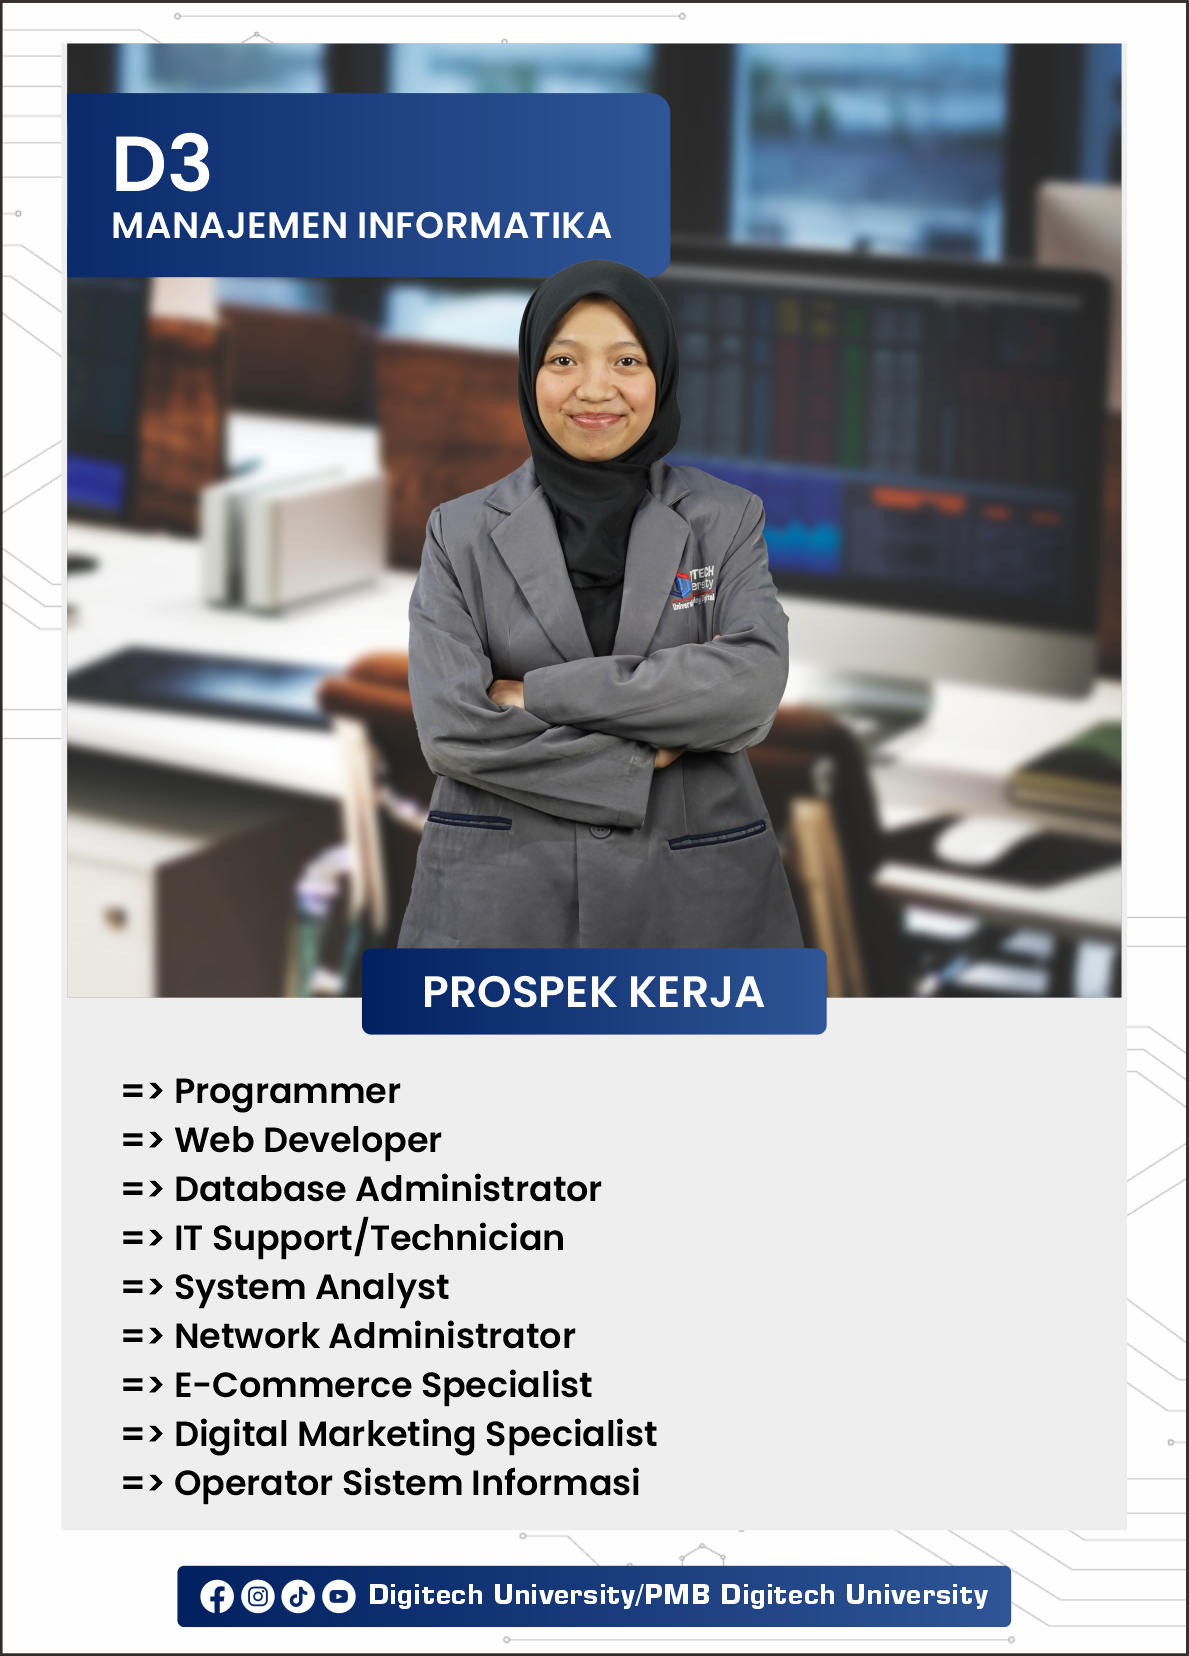 D3
MANAJEMEN INFORMATIKA
PROSPEK KERJA
=> Programmer
=> Web Developer
=> Database Administrator
=> IT Support/Technician
=> System Analyst
=> Network Administrator
=> E-Commerce Specialist
=> Digital Marketing Specialist
=> Operator Sistem Informasi
Digitech University/PMB Digitech University